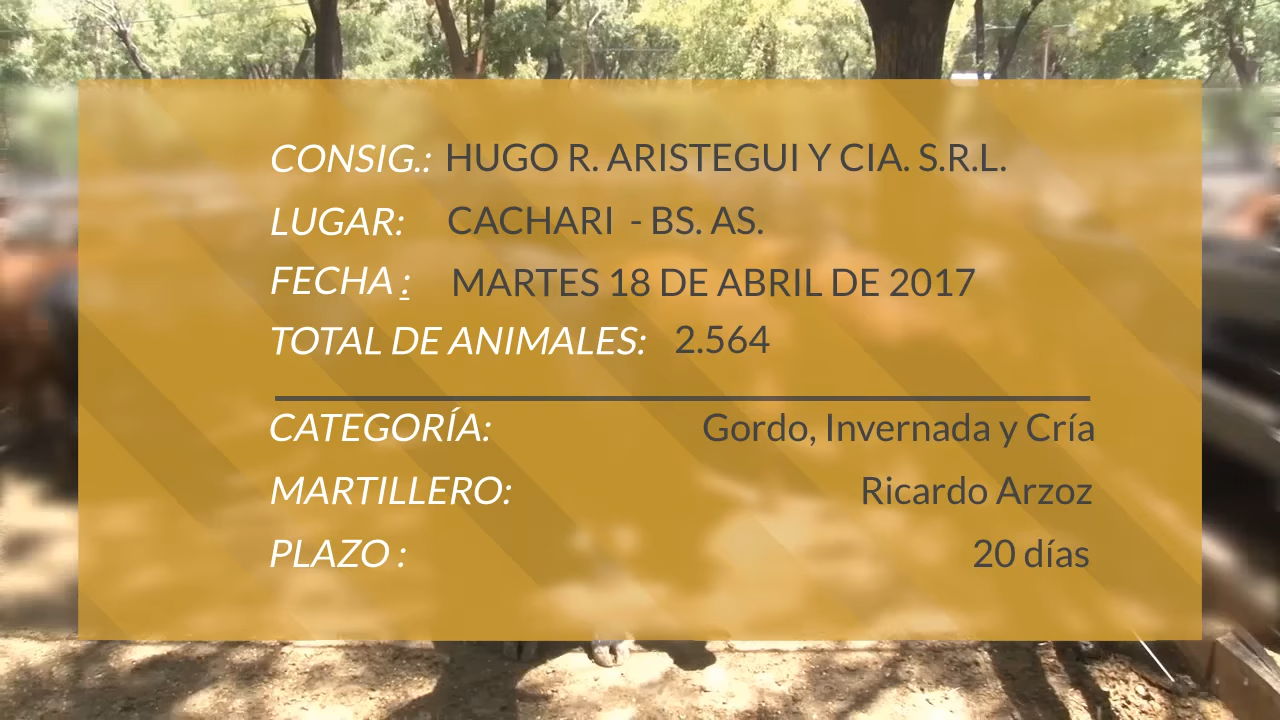 CONSIG.: HUGO R. ARISTEGUI Y CIA. S.R.L.
LUGAR: CACHARI - BS. AS.
FECHA : MARTES 18 DE ABRIL DE 2017
TOTAL DE ANIMALES: 2.564
CATEGORÍA: Gordo, Invernada y Cría
MARTILLERO: Ricardo Arzoz
PLAZO : 20 días